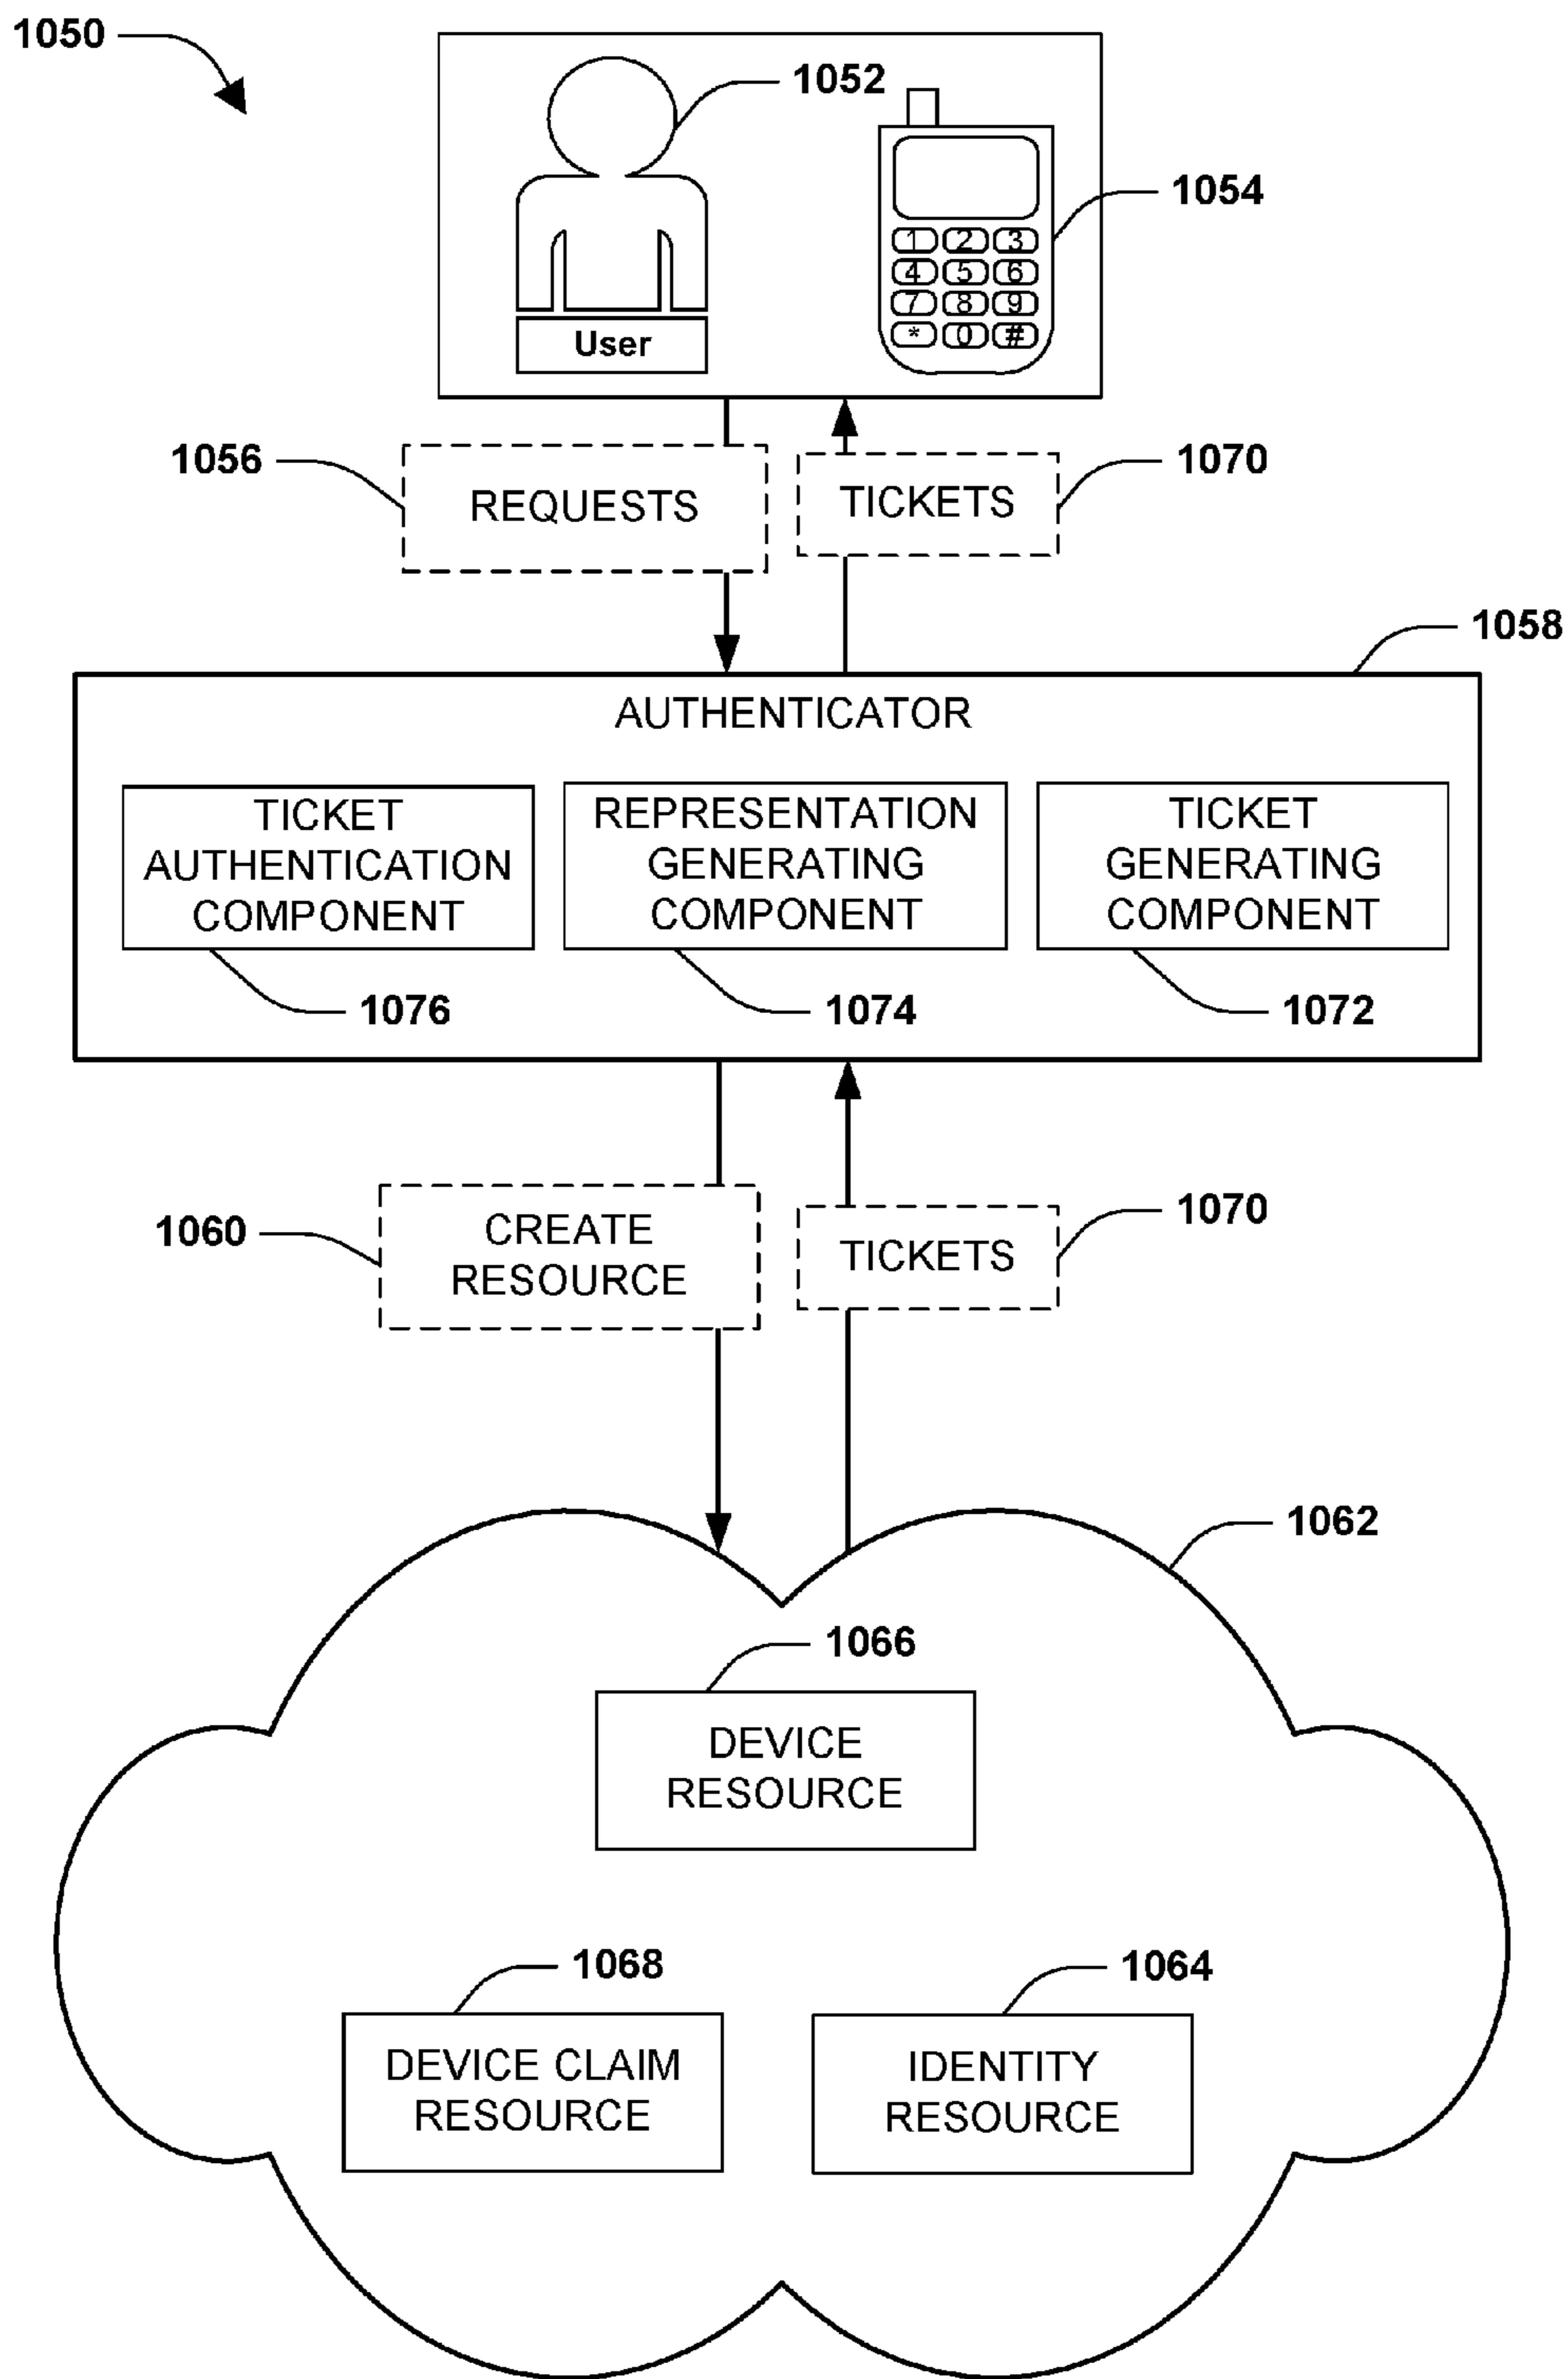 1050
1052
1054
1 2 3
4 5 6
7 8 9
* 0 #
User
1056
REQUESTS
TICKETS
1070
1058
AUTHENTICATOR
TICKET
AUTHENTICATION
COMPONENT
1076
REPRESENTATION
GENERATING
COMPONENT
1074
TICKET
GENERATING
COMPONENT
1072
1060
CREATE
RESOURCE
TICKETS
1070
1062
1066
DEVICE
RESOURCE
1068
DEVICE CLAIM
RESOURCE
1064
IDENTITY
RESOURCE